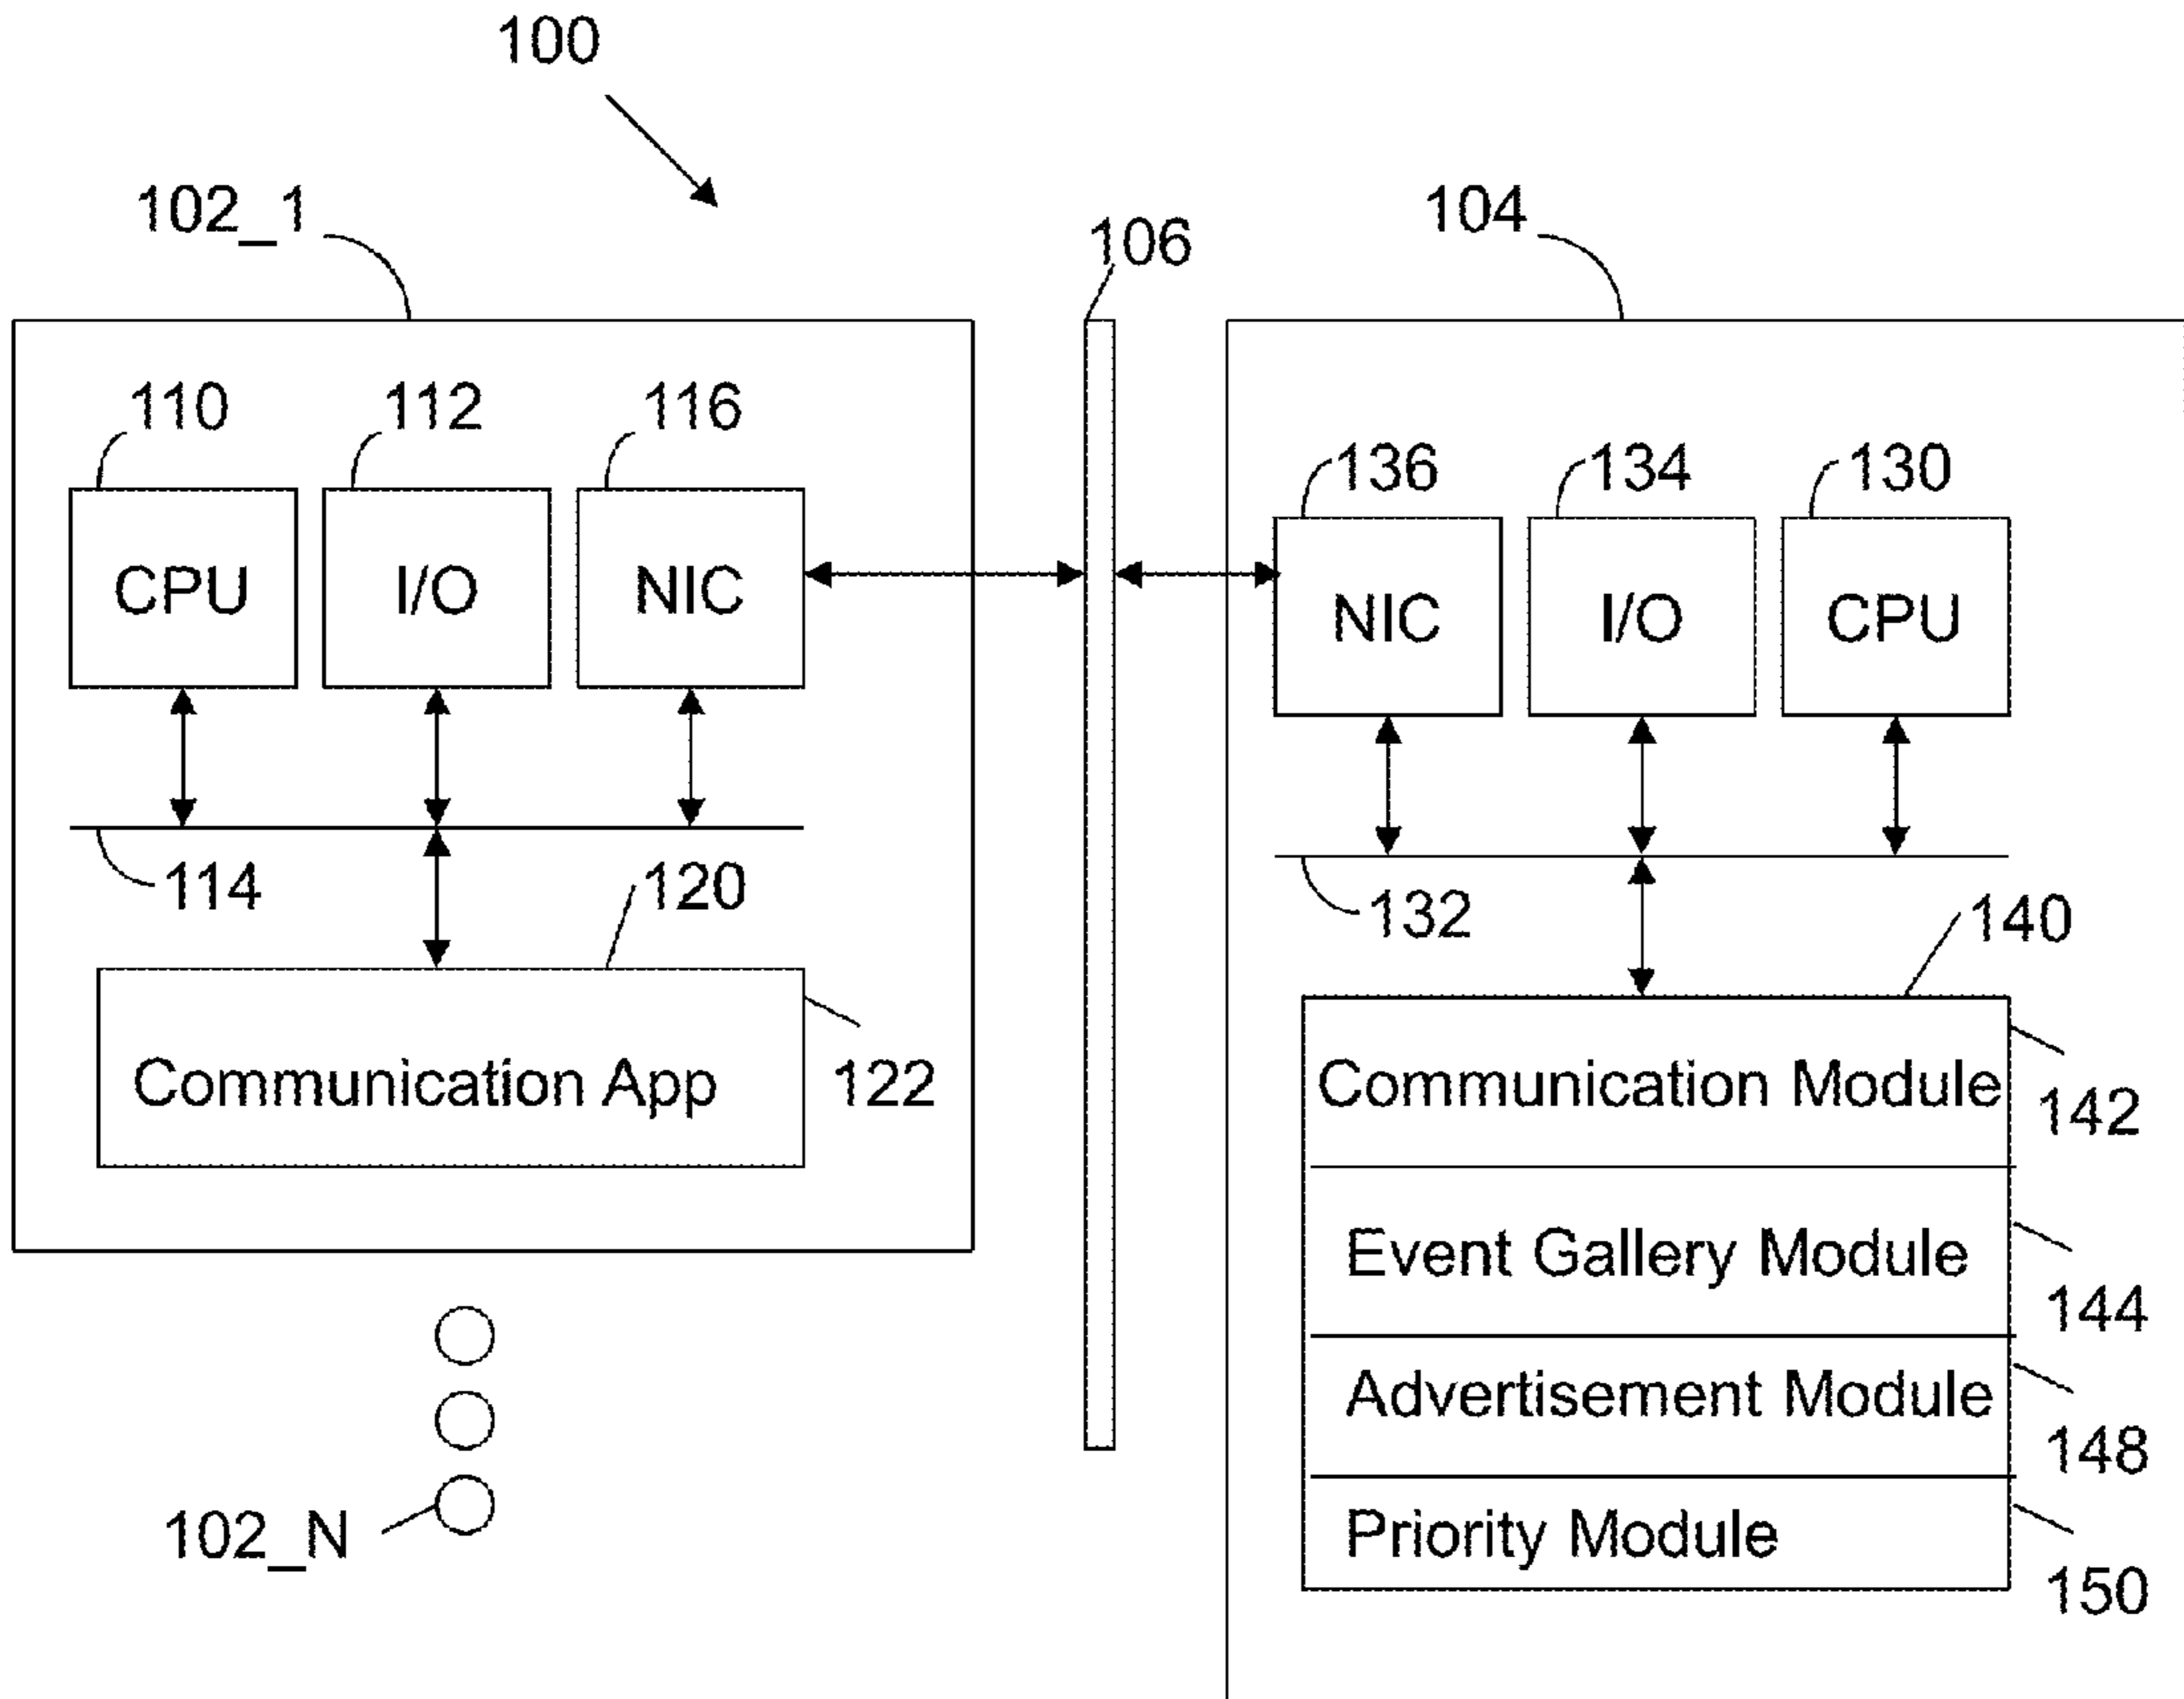 100
102_1
106
104
110
112
116
136
134
130
CPU
I/O
NIC
NIC
I/O
CPU
114
120
132
140
Communication App
122
Communication Module
142
Event Gallery Module
144
Advertisement Module
148
102_N
Priority Module
150